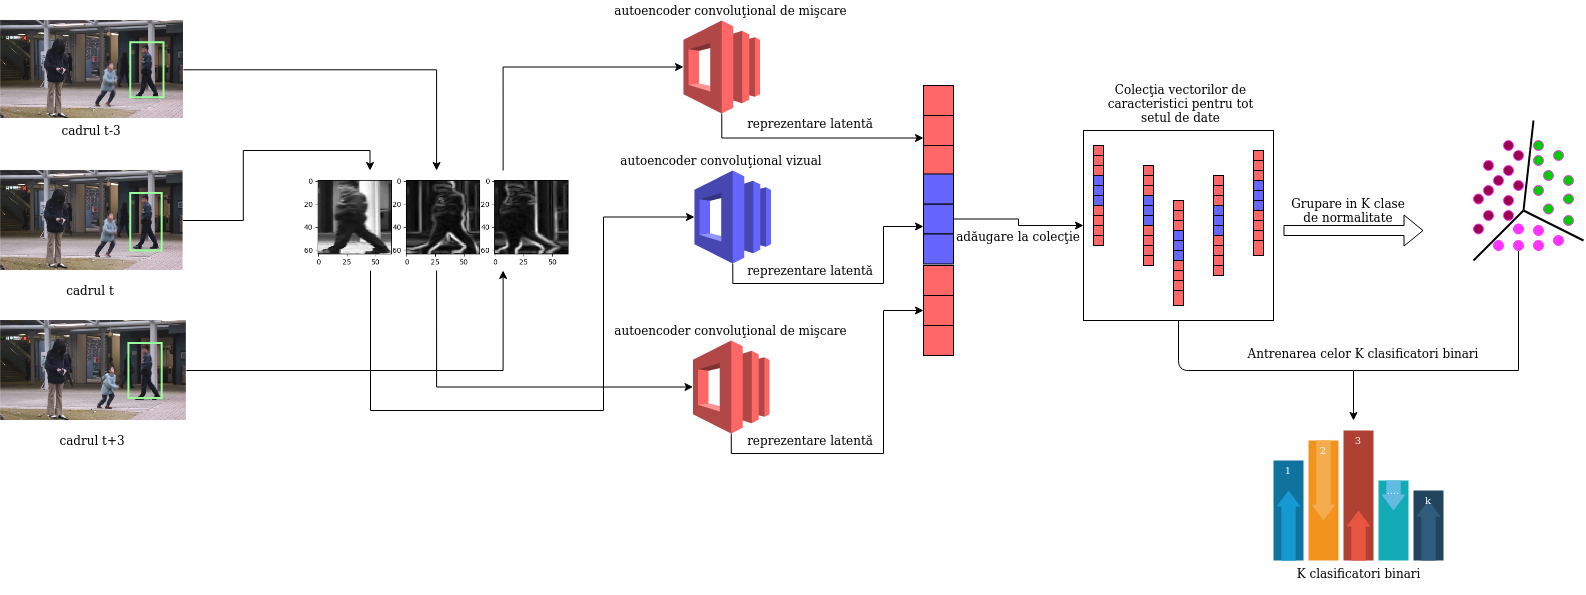 autoencoder convoluţional de mişcare
cadrul t-3
reprezentare latentă
autoencoder convoluţional vizual
cadrul t
0
20
40
60
0
25
50
0
20
40
60
0
25
50
0
20
40
60
0
25
50
reprezentare latentă
autoencoder convoluţional de mişcare
cadrul t+3
reprezentare latentă
adăugare la colecţie
Colecţia vectorilor de
caracteristici pentru tot
setul de date
Grupare in K clase
de normalitate
Antrenarea celor K clasificatori binari
1
2
3
....
k
K clasificatori binari